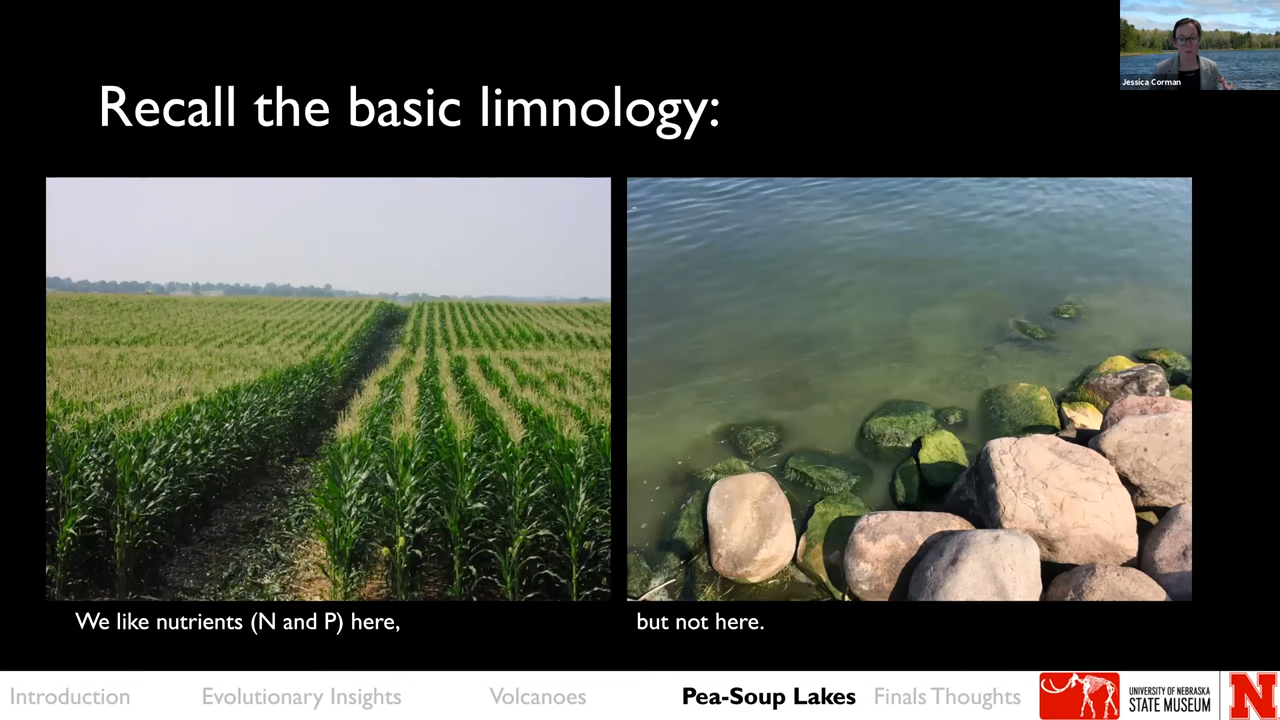 Jessica Corman
Recall the basic limnology:
We like nutrients (N and P) here,
but not here.
Introduction
Evolutionary Insights
Volcanoes
Pea-Soup Lakes
Finals Thoughts
UNIVERSITY OF NEBRASKA
STATE MUSEUM
N